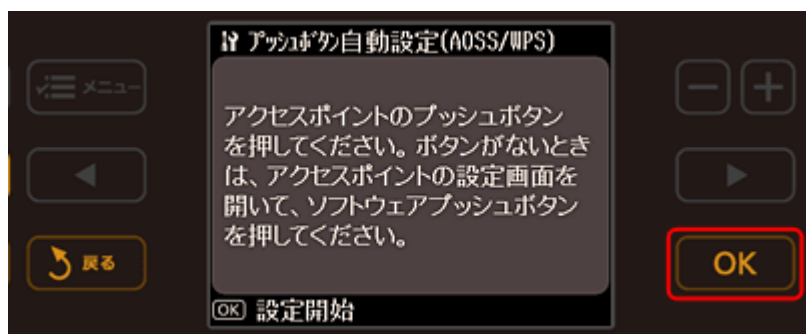 プッシュボタン自動設定(AOSS/WPS)
メニュー
アクセスポイントのプッシュボタン
を押してください。ボタンがないとき
は、アクセスポイントの設定画面を
開いて、ソフトウェアプッシュボタン
を押してください。
戻る
OK
OK 設定開始